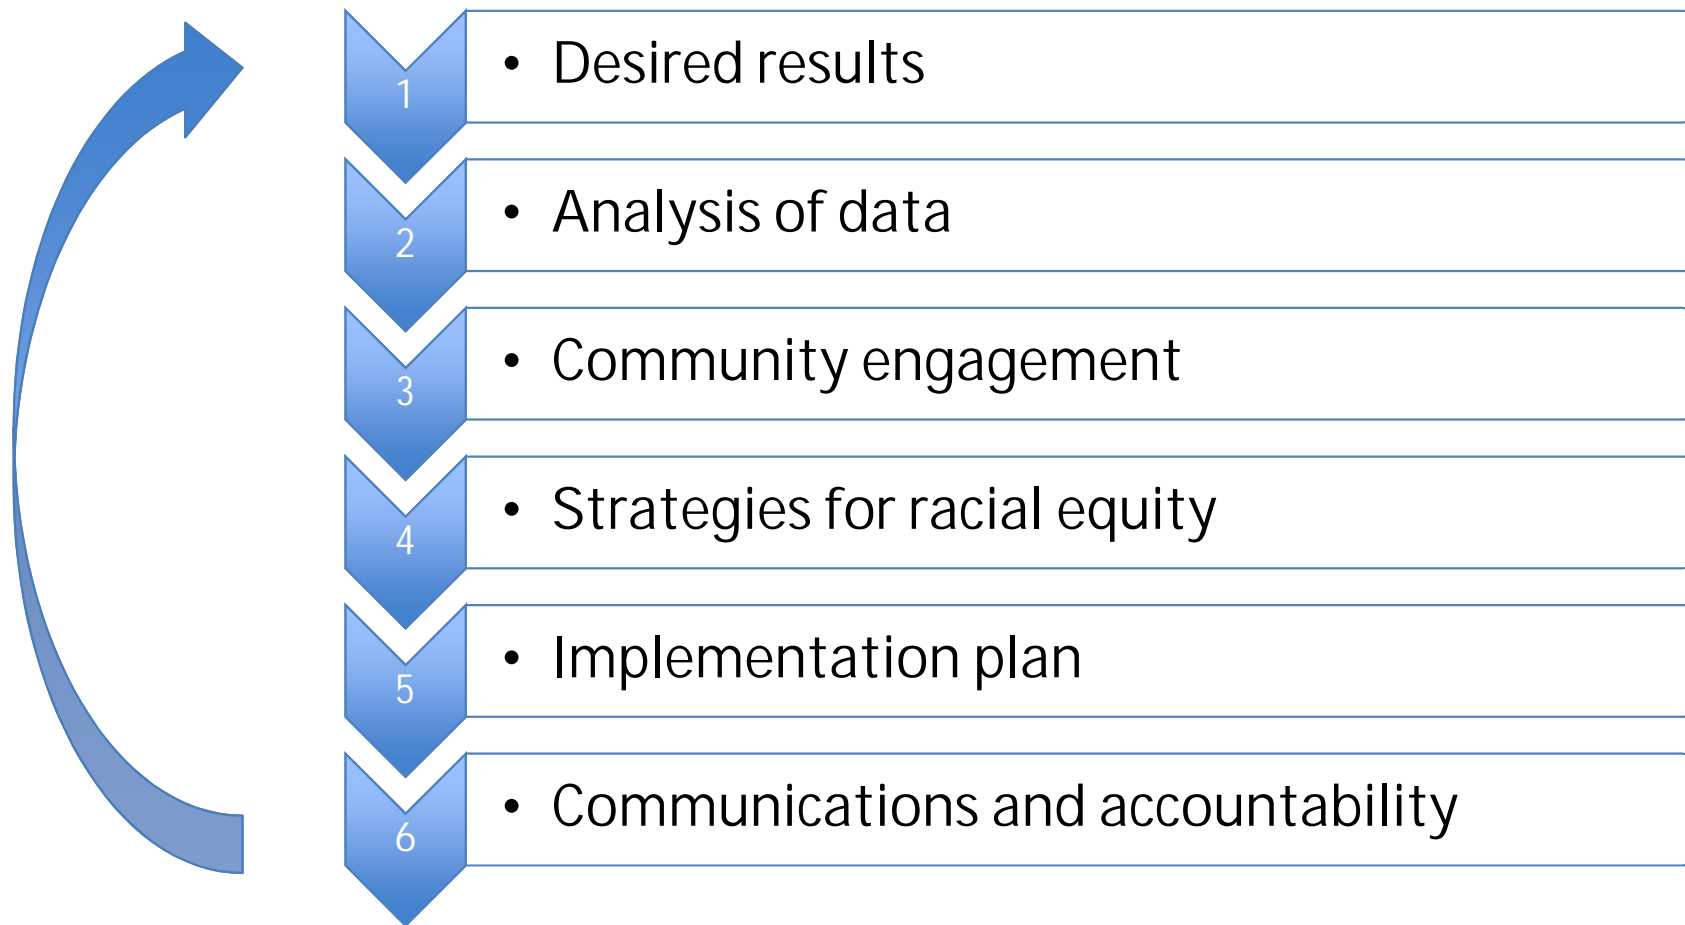 1 • Desired results
2 • Analysis of data
3 • Community engagement
4 • Strategies for racial equity
5 • Implementation plan
6 • Communications and accountability